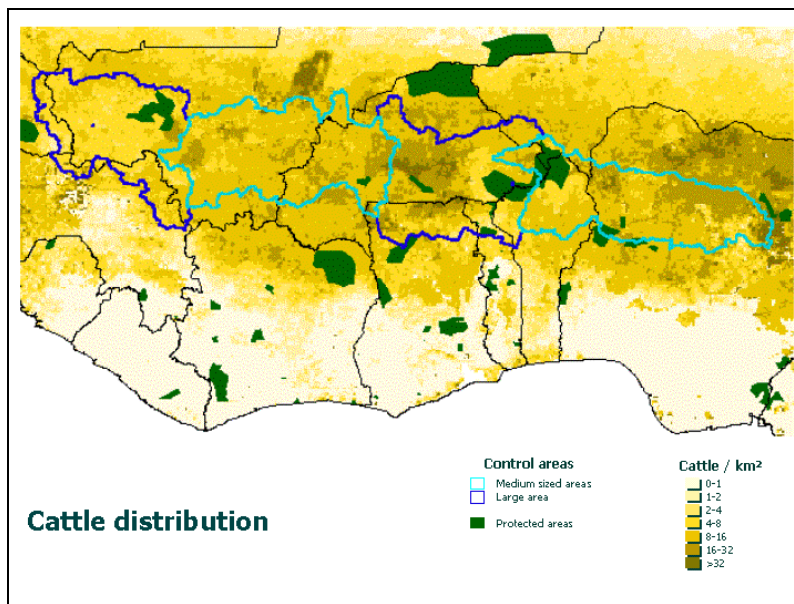 Control areas
Medium sized areas
Large area
Protected areas
Cattle / km²
0-1
1-2
2-4
4-8
8-16
16-32
>32
Cattle distribution